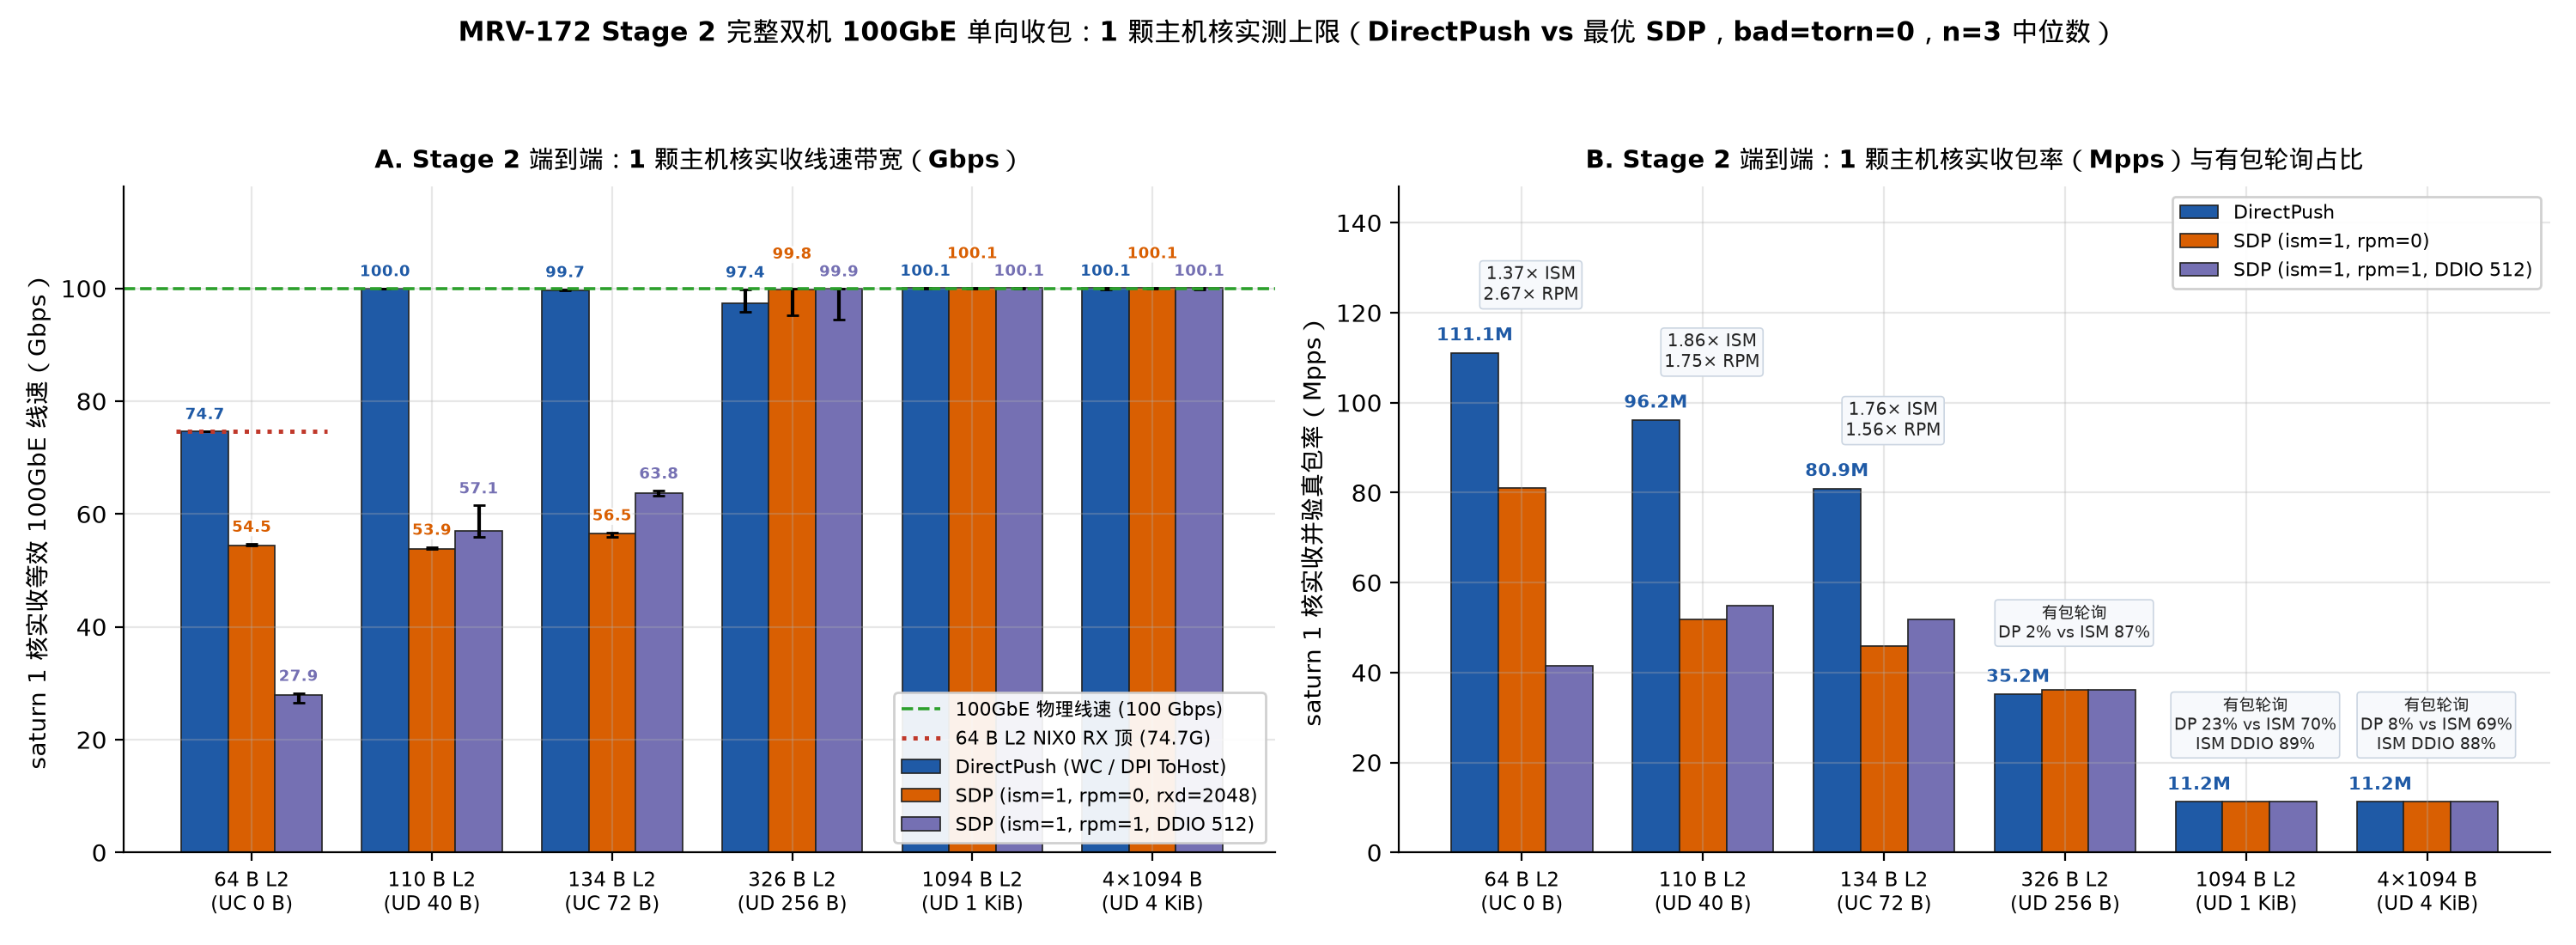 MRV-172 Stage 2 完整双机 100GbE 单向收包：1 颗主机核实测上限（DirectPush vs 最优 SDP，bad=torn=0，n=3 中位数）
A. Stage 2 端到端：1 颗主机核实收线速带宽（Gbps）
saturn 1 核实收等效 100GbE 线速（Gbps）
100
80
60
40
20
0
74.7
54.5
27.9
100.0
53.9
57.1
99.7
56.5
63.8
97.4
99.8
99.9
100.1
100.1
100.1
100.1
100.1
100.1
100GbE 物理线速 (100 Gbps)
64 B L2 NIX0 RX 顶 (74.7G)
DirectPush (WC / DPI ToHost)
SDP (ism=1, rpm=0, rxd=2048)
SDP (ism=1, rpm=1, DDIO 512)
64 B L2
(UC 0 B)
110 B L2
(UD 40 B)
134 B L2
(UC 72 B)
326 B L2
(UD 256 B)
1094 B L2
(UD 1 KiB)
4×1094 B
(UD 4 KiB)
B. Stage 2 端到端：1 颗主机核实收包率（Mpps）与有包轮询占比
saturn 1 核实收并验真包率（Mpps）
140
120
100
80
60
40
20
0
DirectPush
SDP (ism=1, rpm=0)
SDP (ism=1, rpm=1, DDIO 512)
1.37× ISM
2.67× RPM
111.1M
1.86× ISM
1.75× RPM
96.2M
1.76× ISM
1.56× RPM
80.9M
有包轮询
DP 2% vs ISM 87%
35.2M
有包轮询
DP 23% vs ISM 70%
ISM DDIO 89%
11.2M
有包轮询
DP 8% vs ISM 69%
ISM DDIO 88%
11.2M
64 B L2
(UC 0 B)
110 B L2
(UD 40 B)
134 B L2
(UC 72 B)
326 B L2
(UD 256 B)
1094 B L2
(UD 1 KiB)
4×1094 B
(UD 4 KiB)